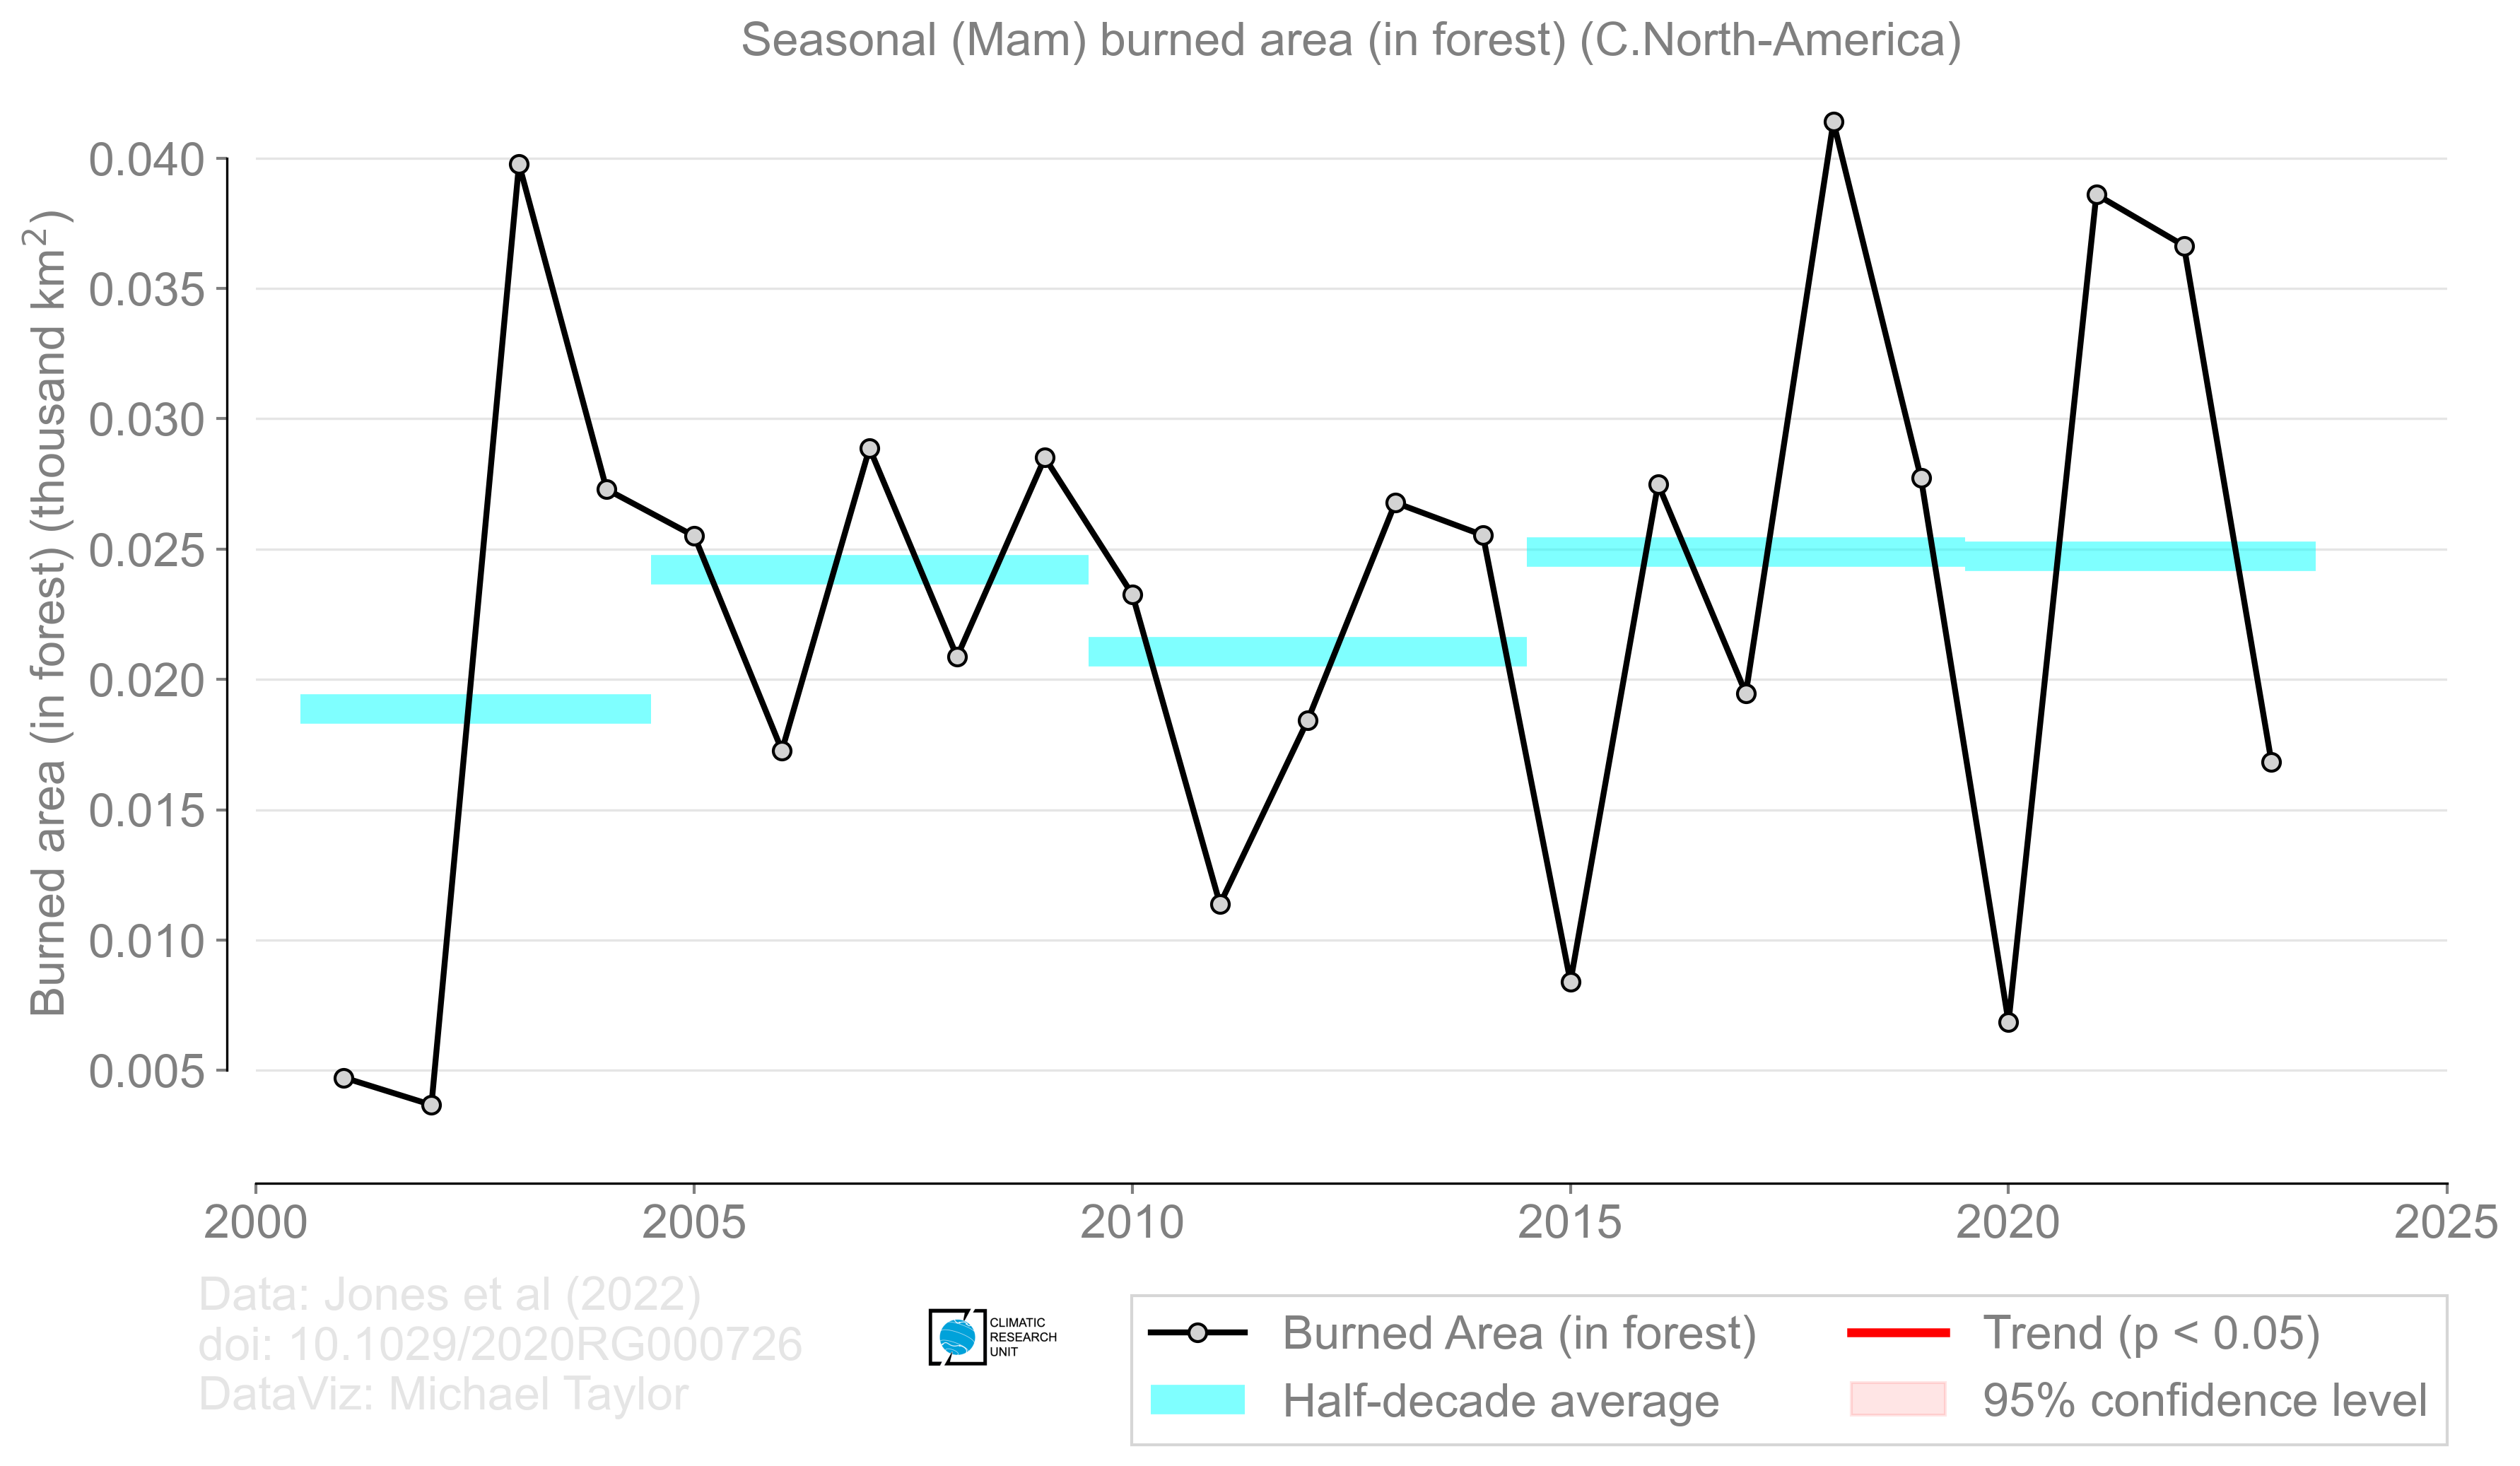 Seasonal (Mam) burned area (in forest) (C.North-America)
Burned area (in forest) (thousand km²)
0.040
0.035
0.030
0.025
0.020
0.015
0.010
0.005
2000
2005
2010
2015
2020
2025
Data: Jones et al (2022)
doi: 10.1029/2020RG000726
DataViz: Michael Taylor
CLIMATIC
RESEARCH
UNIT
Burned Area (in forest)
Half-decade average
Trend (p < 0.05)
95% confidence level